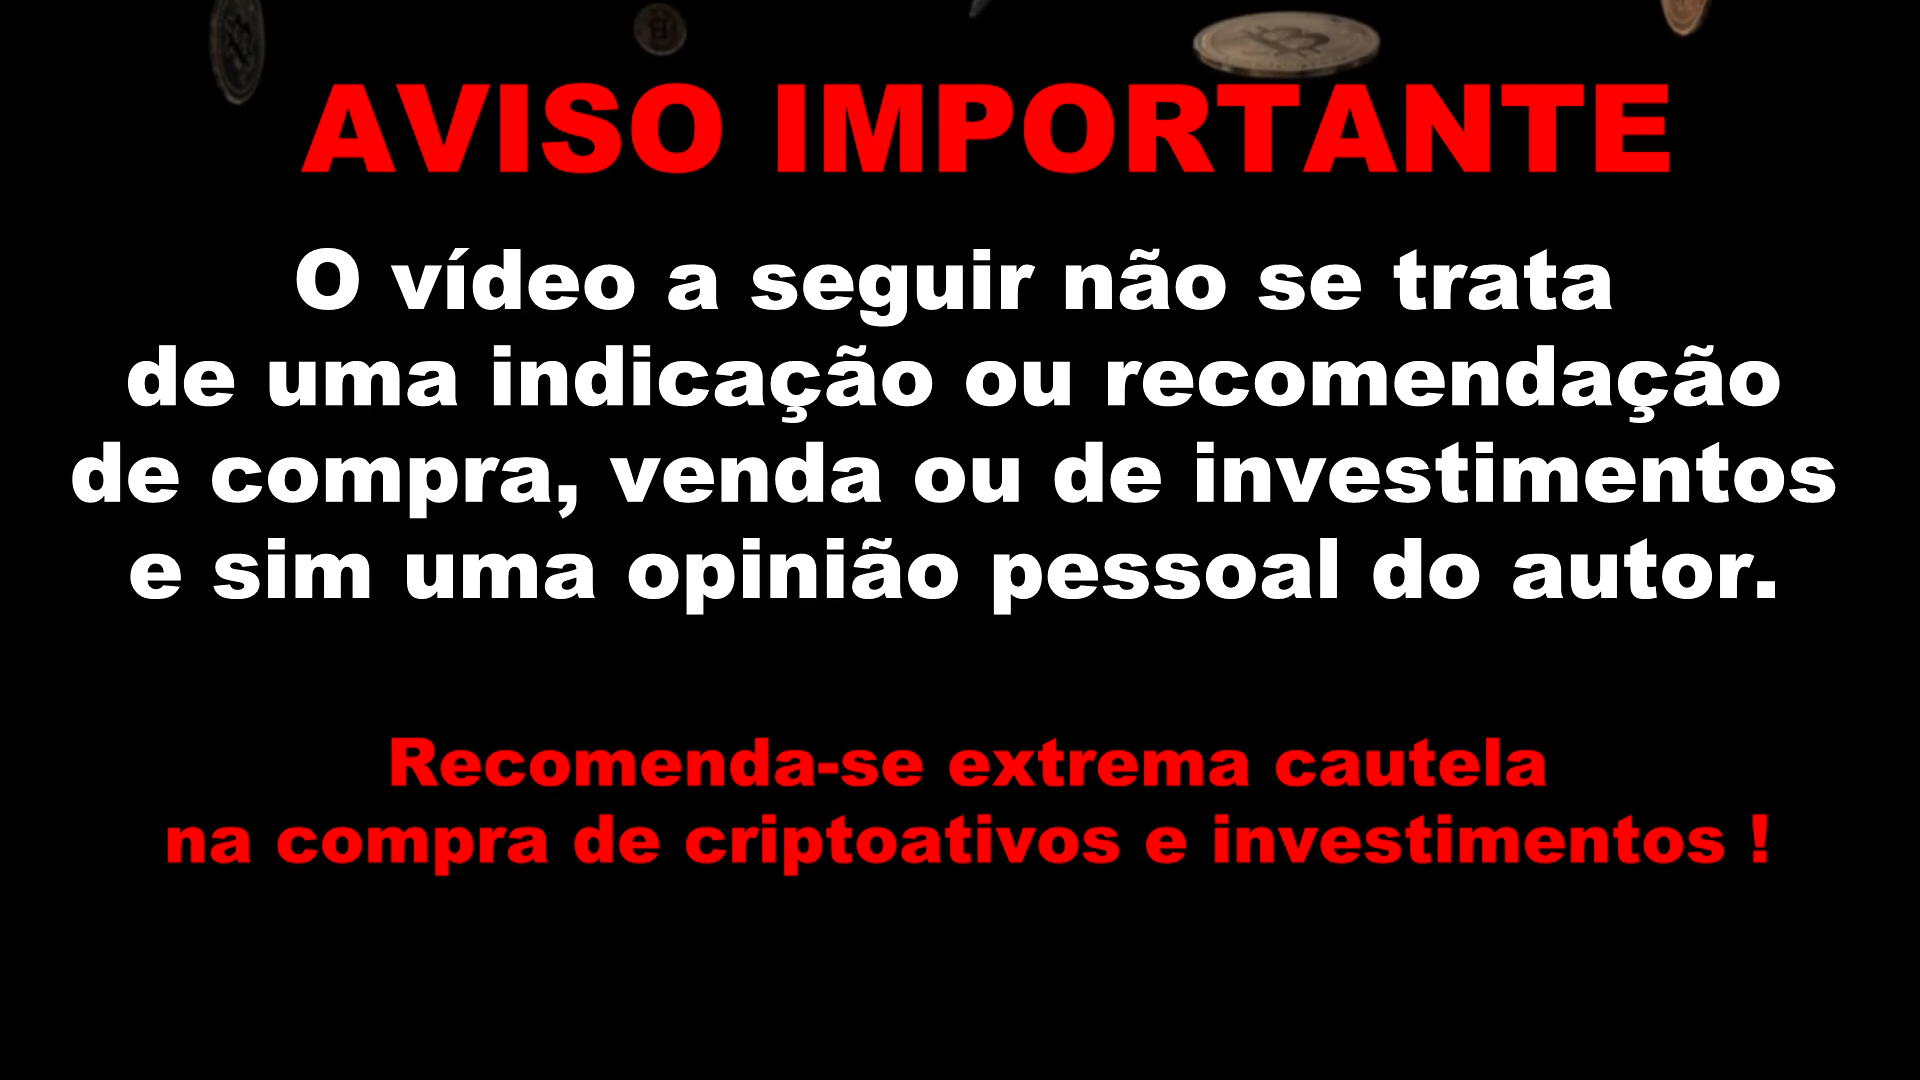 AVISO IMPORTANTE
O vídeo a seguir não se trata
de uma indicação ou recomendação
de compra, venda ou de investimentos
e sim uma opinião pessoal do autor.
Recomenda-se extrema cautela
na compra de criptoativos e investimentos !